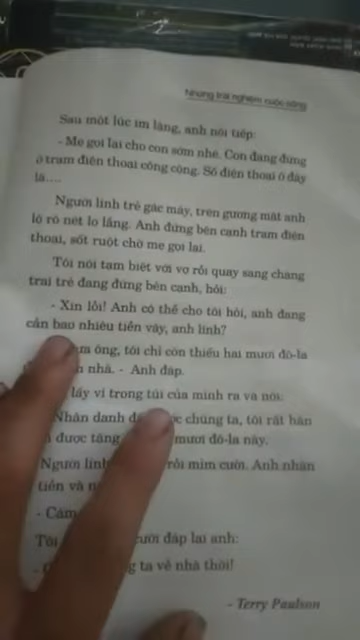 Những trải nghiệm cuộc sống
Sau một lúc im lặng, anh nói tiếp:
- Mẹ gọi lại cho con sớm nhé. Con đang đứng
ở trạm điện thoại công cộng. Số điện thoại ở đây
là....
Người lính trẻ gác máy, trên gương mặt anh
lộ rõ nét lo lắng. Anh đứng bên cạnh trạm điện
thoại, sốt ruột chờ mẹ gọi lại.
Tôi nói tạm biệt với vợ rồi quay sang chàng
trai trẻ đang đứng bên cạnh, hỏi:
- Xin lỗi! Anh có thể cho tôi hỏi, anh đang
cần bao nhiêu tiền vậy, anh lính?
ông, tôi chỉ còn thiếu hai mươi đô-la
nhà. - Anh đáp.
lấy ví trong túi của mình ra và nói:
Nhân danh chúng ta, tôi rất hân
được tặng mươi đô-la này.
Người lính rồi mỉm cười. Anh nhận
tiền và
- Cảm
Tôi cười đáp lại anh:
ta về nhà thôi!
- Terry Paulson